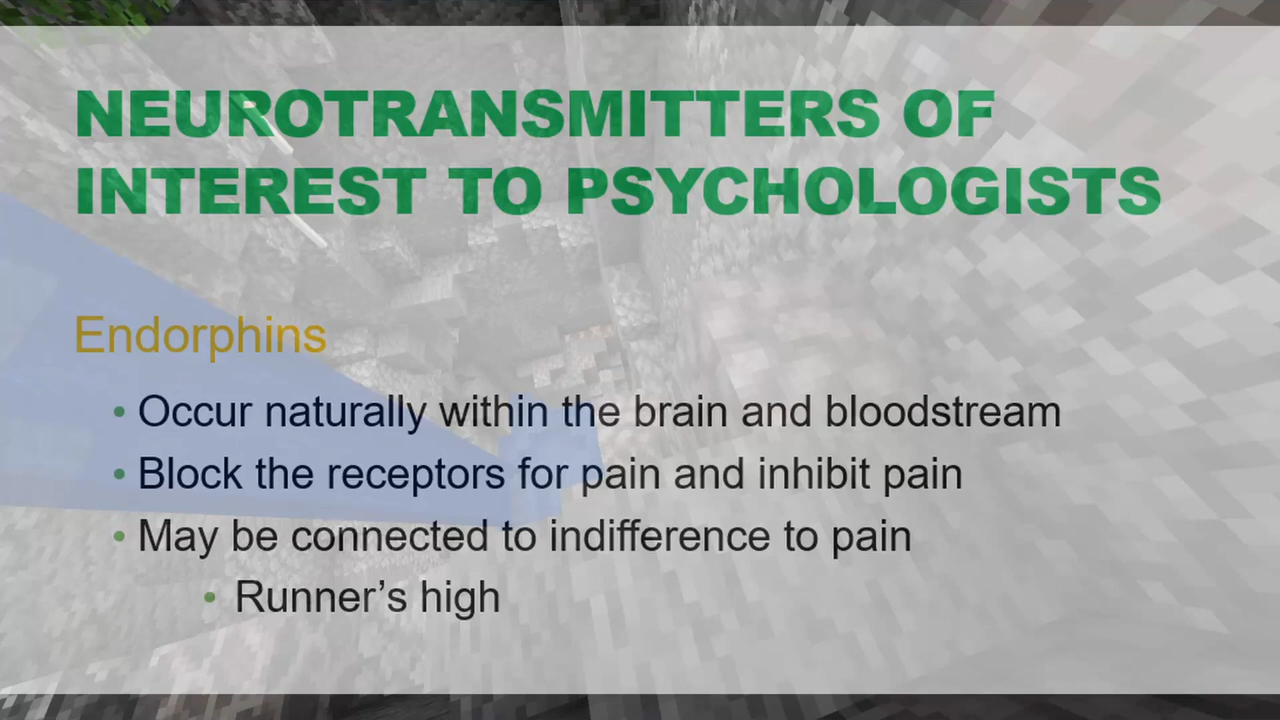 NEUROTRANSMITTERS OF
INTEREST TO PSYCHOLOGISTS
Endorphins
• Occur naturally within the brain and bloodstream
• Block the receptors for pain and inhibit pain
• May be connected to indifference to pain
• Runner’s high